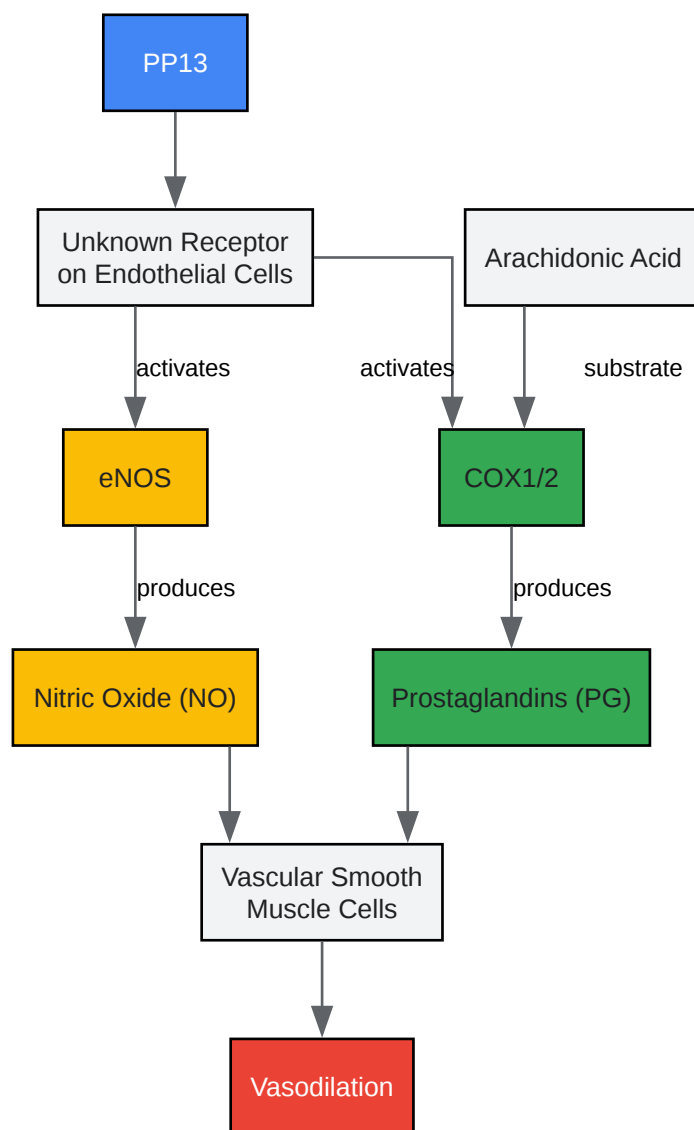 PP13
Unknown Receptor
on Endothelial Cells
Arachidonic Acid
activates
activates
substrate
eNOS
COX1/2
produces
produces
Nitric Oxide (NO)
Prostaglandins (PG)
Vascular Smooth
Muscle Cells
Vasodilation